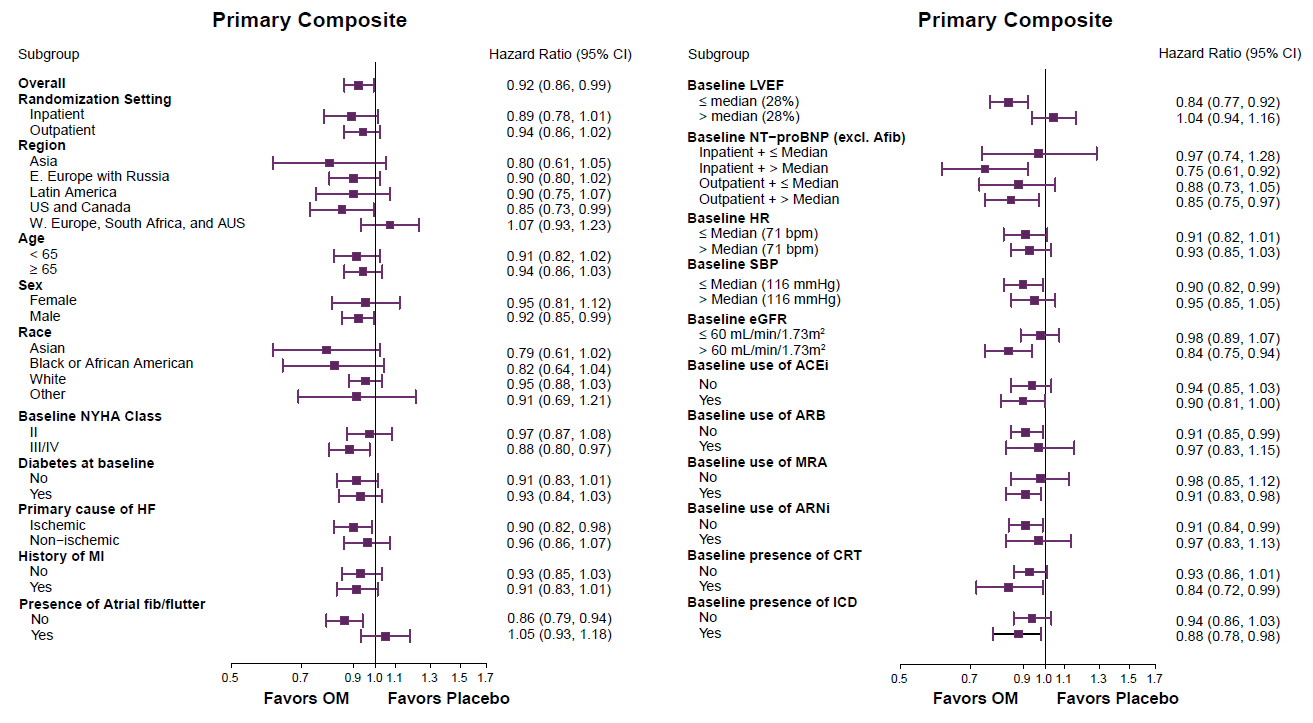 Primary Composite
Subgroup Hazard Ratio (95% CI)
Overall 0.92 (0.86, 0.99)
Randomization Setting
Inpatient 0.89 (0.78, 1.01)
Outpatient 0.94 (0.86, 1.02)
Region
Asia 0.80 (0.61, 1.05)
E. Europe with Russia 0.90 (0.80, 1.02)
Latin America 0.90 (0.75, 1.07)
US and Canada 0.85 (0.73, 0.99)
W. Europe, South Africa, and AUS 1.07 (0.93, 1.23)
Age
< 65 0.91 (0.82, 1.02)
≥ 65 0.94 (0.86, 1.03)
Sex
Female 0.95 (0.81, 1.12)
Male 0.92 (0.85, 0.99)
Race
Asian 0.79 (0.61, 1.02)
Black or African American 0.82 (0.64, 1.04)
White 0.95 (0.88, 1.03)
Other 0.91 (0.69, 1.21)
Baseline NYHA Class
II 0.97 (0.87, 1.08)
III/IV 0.88 (0.80, 0.97)
Diabetes at baseline
No 0.91 (0.83, 1.01)
Yes 0.93 (0.84, 1.03)
Primary cause of HF
Ischemic 0.90 (0.82, 0.98)
Non−ischemic 0.96 (0.86, 1.07)
History of MI
No 0.93 (0.85, 1.03)
Yes 0.91 (0.83, 1.01)
Presence of Atrial fib/flutter
No 0.86 (0.79, 0.94)
Yes 1.05 (0.93, 1.18)
0.5 0.7 0.9 1.0 1.1 1.3 1.5 1.7
Favors OM Favors Placebo
Primary Composite
Subgroup Hazard Ratio (95% CI)
Baseline LVEF
≤ median (28%) 0.84 (0.77, 0.92)
> median (28%) 1.04 (0.94, 1.16)
Baseline NT−proBNP (excl. Afib)
Inpatient + ≤ Median 0.97 (0.74, 1.28)
Inpatient + > Median 0.75 (0.61, 0.92)
Outpatient + ≤ Median 0.88 (0.73, 1.05)
Outpatient + > Median 0.85 (0.75, 0.97)
Baseline HR
≤ Median (71 bpm) 0.91 (0.82, 1.01)
> Median (71 bpm) 0.93 (0.85, 1.03)
Baseline SBP
≤ Median (116 mmHg) 0.90 (0.82, 0.99)
> Median (116 mmHg) 0.95 (0.85, 1.05)
Baseline eGFR
≤ 60 mL/min/1.73m² 0.98 (0.89, 1.07)
> 60 mL/min/1.73m² 0.84 (0.75, 0.94)
Baseline use of ACEi
No 0.94 (0.85, 1.03)
Yes 0.90 (0.81, 1.00)
Baseline use of ARB
No 0.91 (0.85, 0.99)
Yes 0.97 (0.83, 1.15)
Baseline use of MRA
No 0.98 (0.85, 1.12)
Yes 0.91 (0.83, 0.98)
Baseline use of ARNi
No 0.91 (0.84, 0.99)
Yes 0.97 (0.83, 1.13)
Baseline presence of CRT
No 0.93 (0.86, 1.01)
Yes 0.84 (0.72, 0.99)
Baseline presence of ICD
No 0.94 (0.86, 1.03)
Yes 0.88 (0.78, 0.98)
0.5 0.7 0.9 1.0 1.1 1.3 1.5 1.7
Favors OM Favors Placebo